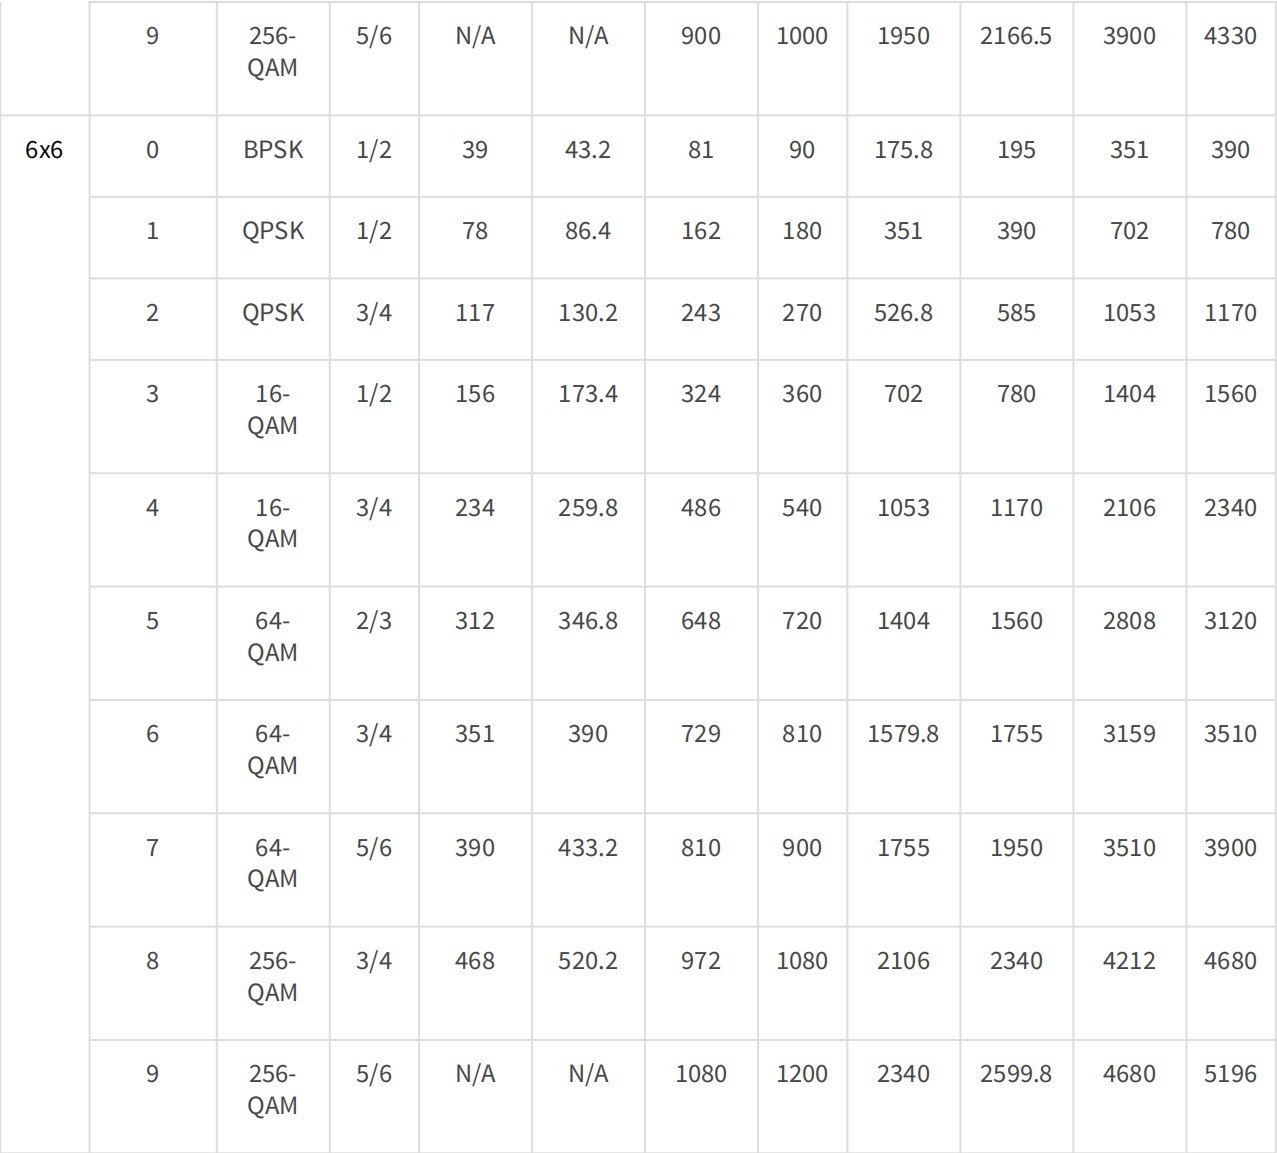 9 256- 5/6 N/A N/A 900 1000 1950 2166.5 3900 4330
QAM
6x6 0 BPSK 1/2 39 43.2 81 90 175.8 195 351 390
1 QPSK 1/2 78 86.4 162 180 351 390 702 780
2 QPSK 3/4 117 130.2 243 270 526.8 585 1053 1170
3 16- 1/2 156 173.4 324 360 702 780 1404 1560
QAM
4 16- 3/4 234 259.8 486 540 1053 1170 2106 2340
QAM
5 64- 2/3 312 346.8 648 720 1404 1560 2808 3120
QAM
6 64- 3/4 351 390 729 810 1579.8 1755 3159 3510
QAM
7 64- 5/6 390 433.2 810 900 1755 1950 3510 3900
QAM
8 256- 3/4 468 520.2 972 1080 2106 2340 4212 4680
QAM
9 256- 5/6 N/A N/A 1080 1200 2340 2599.8 4680 5196
QAM